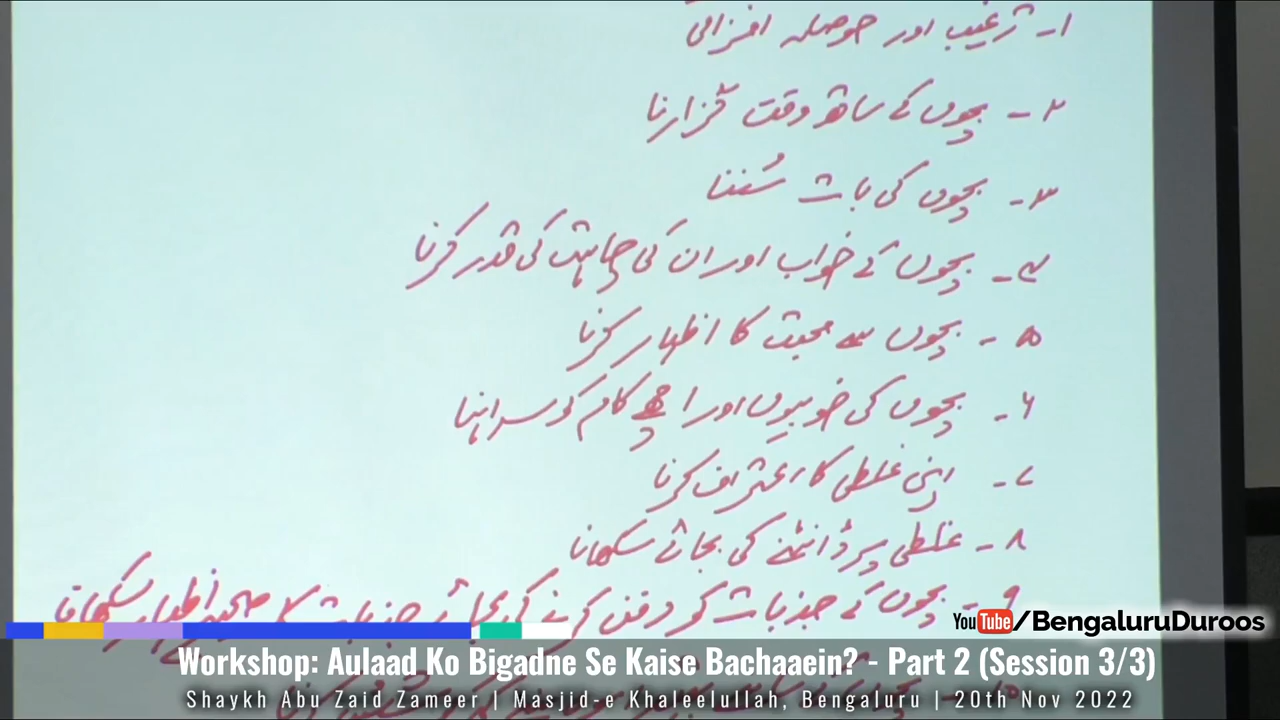 ۱- ترغیب اور حوصلہ افزائی
۲- بچوں کے ساتھ وقت گزارنا
۳- بچوں کی بات سُننا
۴- بچوں کے خواب اور ان کی چاہت کی قدر کرنا
۵- بچوں سے محبت کا اظہار کرنا
۶- بچوں کی خوبیوں اور اچھے کام کو سراہنا
۷- اپنی غلطی کا اعتراف کرنا
۸- غلطی پر ڈانٹنے کی بجائے سکھانا
۹- بچوں کے جذبات کو دفن کرنے کی بجائے جذبات کا صحیح اظہار سکھانا
YouTube/BengaluruDuroos
Workshop: Aulaad Ko Bigadne Se Kaise Bachaaein? - Part 2 (Session 3/3)
Shaykh Abu Zaid Zameer | Masjid-e Khaleelullah, Bengaluru | 20th Nov 2022